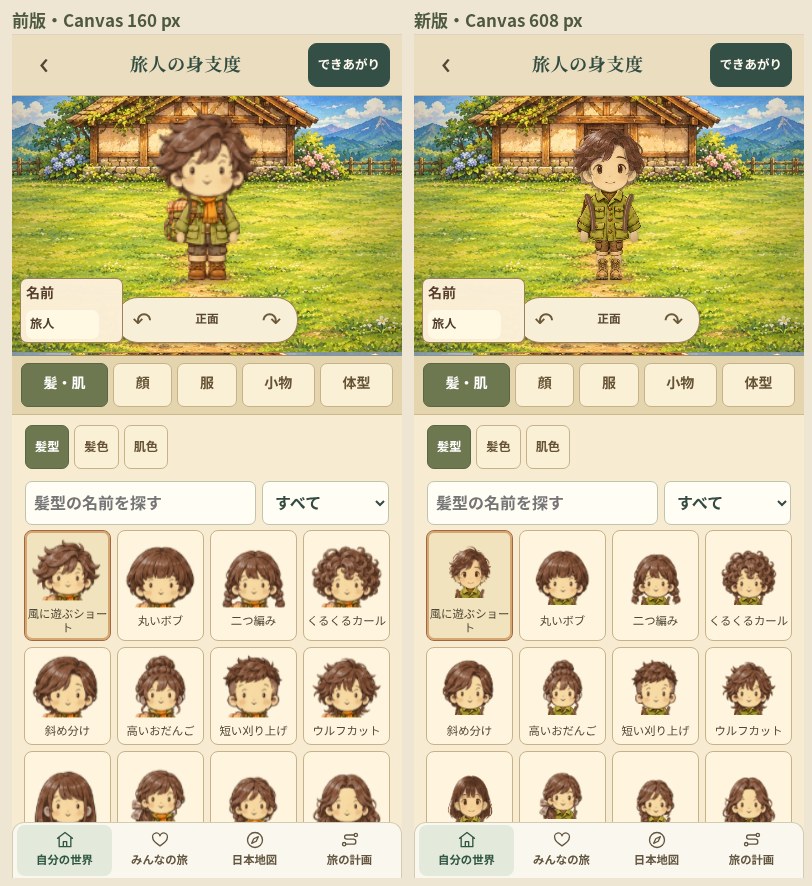 前版・Canvas 160 px
旅人の身支度
できあがり
名前
旅人
正面
髪・肌
顔
服
小物
体型
髪型
髪色
肌色
髪型の名前を探す
すべて
風に遊ぶショー
ト
丸いボブ
二つ編み
くるくるカール
斜め分け
高いおだんご
短い刈り上げ
ウルフカット
自分の世界
みんなの旅
日本地図
旅の計画
新版・Canvas 608 px
旅人の身支度
できあがり
名前
旅人
正面
髪・肌
顔
服
小物
体型
髪型
髪色
肌色
髪型の名前を探す
すべて
風に遊ぶショー
ト
丸いボブ
二つ編み
くるくるカール
斜め分け
高いおだんご
短い刈り上げ
ウルフカット
自分の世界
みんなの旅
日本地図
旅の計画